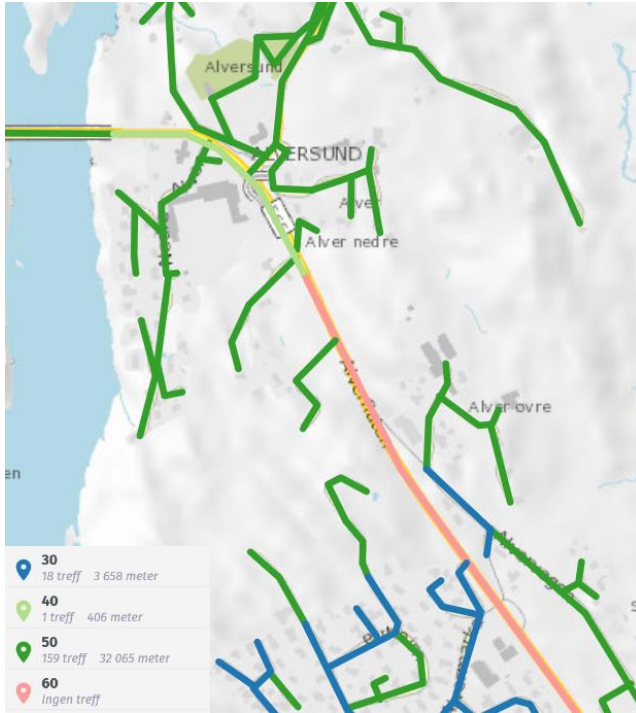 Alversund
ALVERSUND
Alver
Alver nedre
Alver øvre
en
30
18 treff 3 658 meter
40
1 treff 406 meter
50
159 treff 32 065 meter
60
Ingen treff